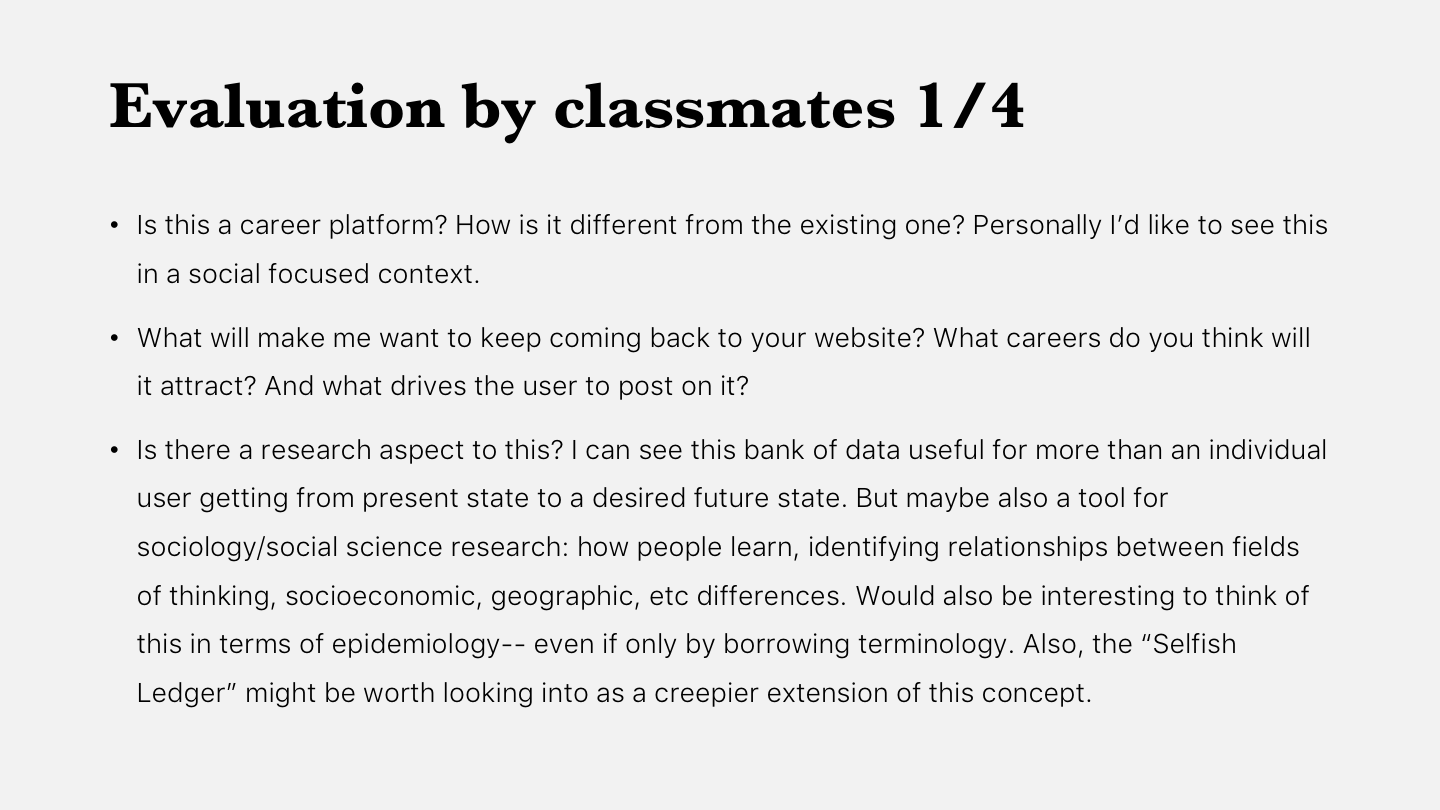 Evaluation by classmates 1/4
• Is this a career platform? How is it different from the existing one? Personally I’d like to see this
in a social focused context.
• What will make me want to keep coming back to your website? What careers do you think will
it attract? And what drives the user to post on it?
• Is there a research aspect to this? I can see this bank of data useful for more than an individual
user getting from present state to a desired future state. But maybe also a tool for
sociology/social science research: how people learn, identifying relationships between fields
of thinking, socioeconomic, geographic, etc differences. Would also be interesting to think of
this in terms of epidemiology-- even if only by borrowing terminology. Also, the “Selfish
Ledger” might be worth looking into as a creepier extension of this concept.